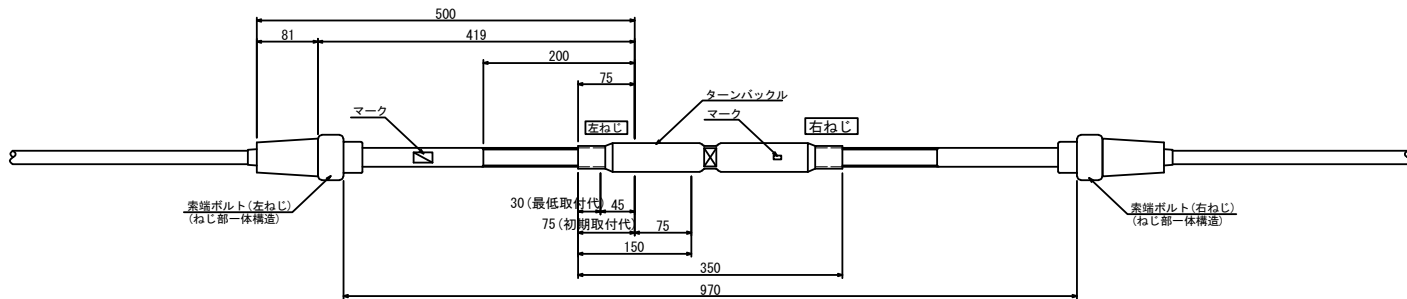 500
81
419
200
75
ターンバックル
マーク
マーク
左ねじ
右ねじ
索端ボルト(左ねじ)
(ねじ部一体構造)
30(最低取付代)
45
索端ボルト(右ねじ)
(ねじ部一体構造)
75(初期取付代)
75
150
350
970